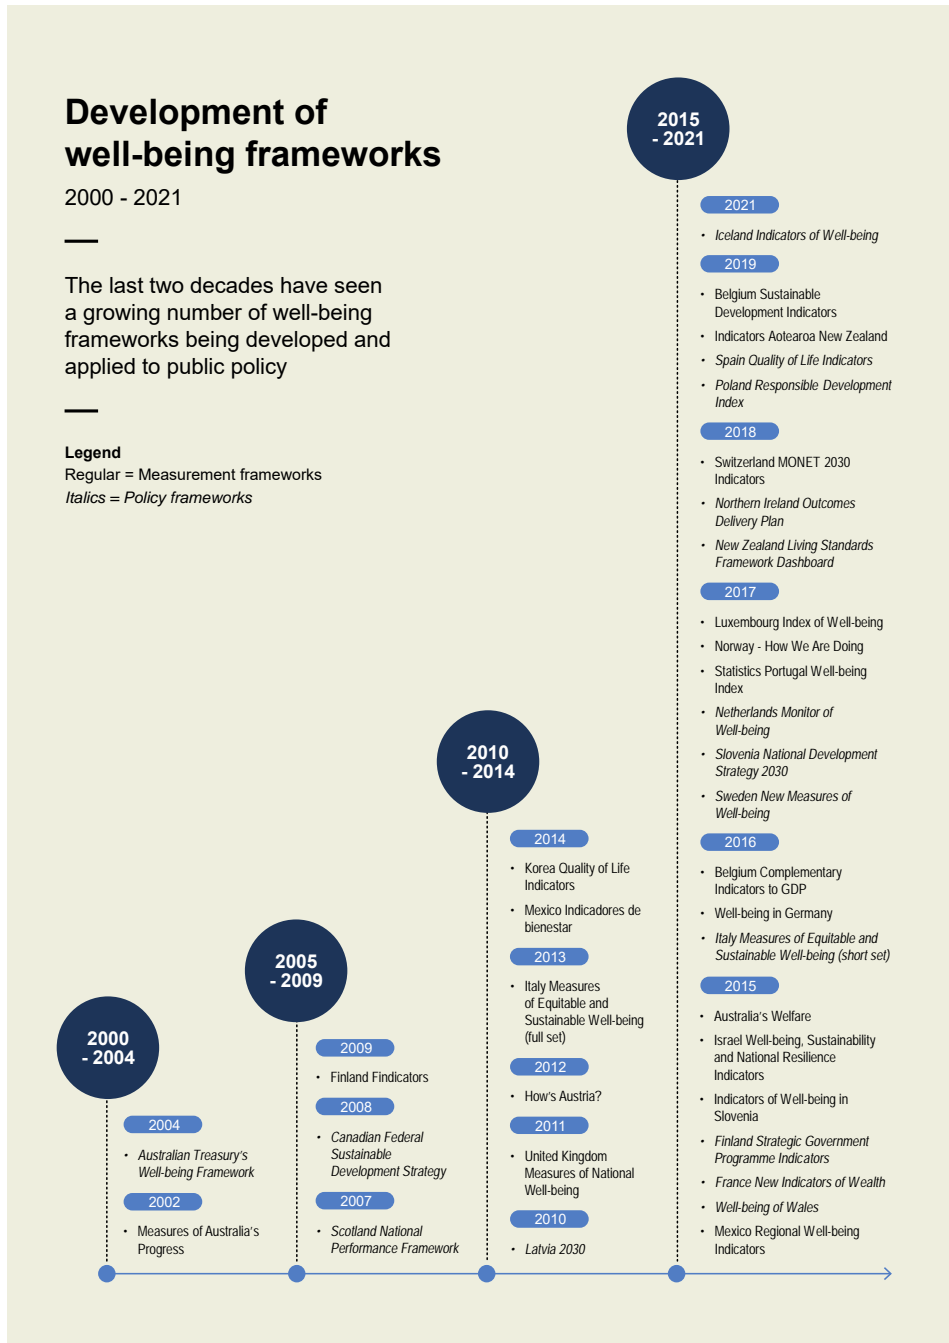 Development of
well-being frameworks
2000 - 2021
The last two decades have seen
a growing number of well-being
frameworks being developed and
applied to public policy
Legend
Regular = Measurement frameworks
Italics = Policy frameworks
2000
- 2004
2004
• Australian Treasury's
Well-being Framework
2002
• Measures of Australia's
Progress
2005
- 2009
2009
• Finland Findicators
2008
• Canadian Federal
Sustainable
Development Strategy
2007
• Scotland National
Performance Framework
2010
- 2014
2014
• Korea Quality of Life
Indicators
• Mexico Indicadores de
bienestar
2013
• Italy Measures
of Equitable and
Sustainable Well-being
(full set)
2012
• How's Austria?
2011
• United Kingdom
Measures of National
Well-being
2010
• Latvia 2030
2015
- 2021
2021
• Iceland Indicators of Well-being
2019
• Belgium Sustainable
Development Indicators
• Indicators Aotearoa New Zealand
• Spain Quality of Life Indicators
• Poland Responsible Development
Index
2018
• Switzerland MONET 2030
Indicators
• Northern Ireland Outcomes
Delivery Plan
• New Zealand Living Standards
Framework Dashboard
2017
• Luxembourg Index of Well-being
• Norway - How We Are Doing
• Statistics Portugal Well-being
Index
• Netherlands Monitor of
Well-being
• Slovenia National Development
Strategy 2030
• Sweden New Measures of
Well-being
2016
• Belgium Complementary
Indicators to GDP
• Well-being in Germany
• Italy Measures of Equitable and
Sustainable Well-being (short set)
2015
• Australia's Welfare
• Israel Well-being, Sustainability
and National Resilience
Indicators
• Indicators of Well-being in
Slovenia
• Finland Strategic Government
Programme Indicators
• France New Indicators of Wealth
• Well-being of Wales
• Mexico Regional Well-being
Indicators